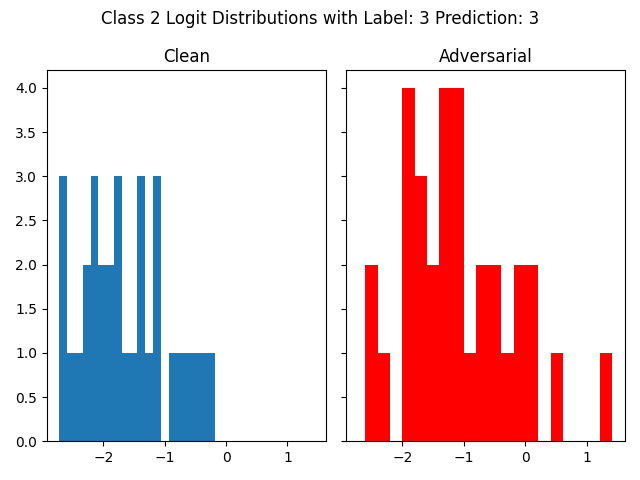 Class 2 Logit Distributions with Label: 3 Prediction: 3
Clean
Adversarial
4.0
3.5
3.0
2.5
2.0
1.5
1.0
0.5
0.0
−2 −1 0 1
−2 −1 0 1